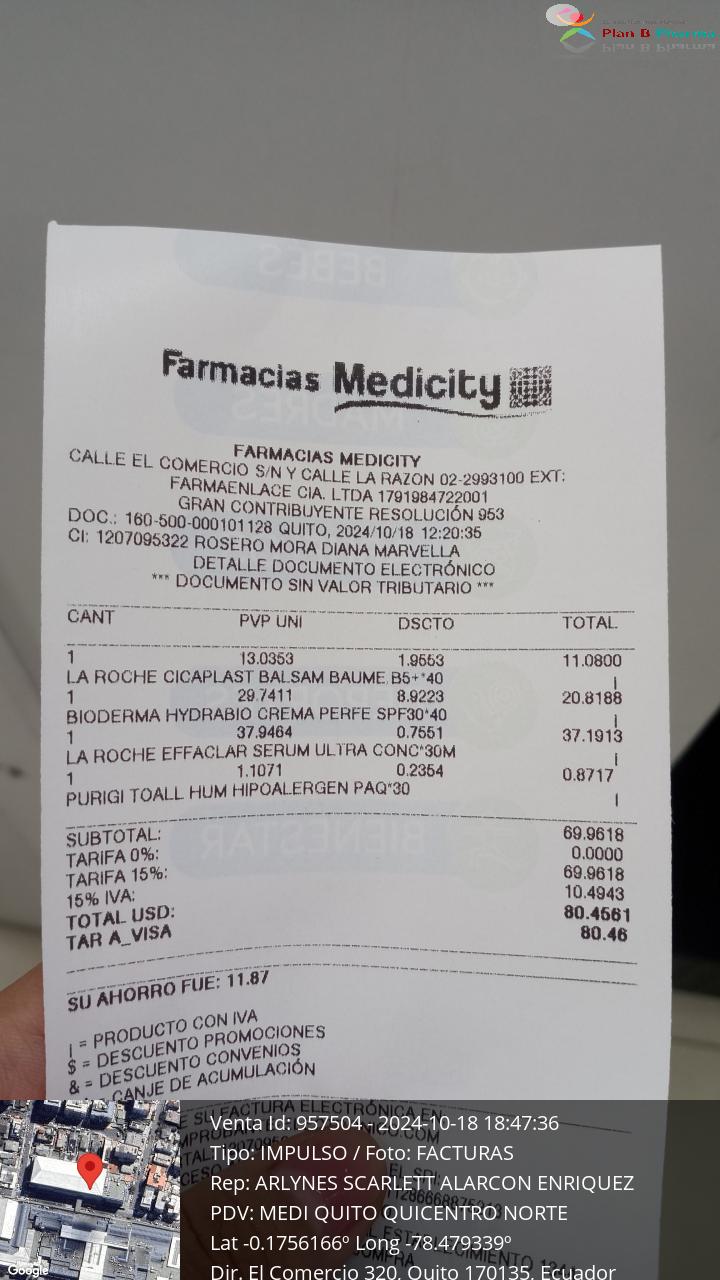 Plan B Pharma
BEBES
Farmacias Medicity
MADRES
FARMACIAS MEDICITY
CALLE EL COMERCIO S/N Y CALLE LA RAZON 02-2993100 EXT:
FARMAENLACE CIA. LTDA 1791984722001
GRAN CONTRIBUYENTE RESOLUCIÓN 953
DOC.: 160-500-000101128 QUITO, 2024/10/18 12:20:35
CI: 1207095322 ROSERO MORA DIANA MARVELLA
DETALLE DOCUMENTO ELECTRÓNICO
*** DOCUMENTO SIN VALOR TRIBUTARIO ***
CANT PVP UNI DSCTO TOTAL
1 13.0353 1.9553 11.0800
LA ROCHE CICAPLAST BALSAM BAUME B5+*40 |
1 29.7411 8.9223 20.8188
BIODERMA HYDRABIO CREMA PERFE SPF30*40 |
1 37.9464 0.7551 37.1913
LA ROCHE EFFACLAR SERUM ULTRA CONC*30M |
1 1.1071 0.2354 0.8717
PURIGI TOALL HUM HIPOALERGEN PAQ*30 |
SUBTOTAL: 69.9618
TARIFA 0%: 0.0000
TARIFA 15%: 69.9618
15% IVA: 10.4943
TOTAL USD: 80.4561
TAR A_VISA 80.46
BIENESTAR
SU AHORRO FUE: 11.87
| = PRODUCTO CON IVA
$ = DESCUENTO PROMOCIONES
& = DESCUENTO CONVENIOS
CANJE DE ACUMULACIÓN
SU FACTURA ELECTRÓNICA EN
Venta Id: 957504 - 2024-10-18 18:47:36
Tipo: IMPULSO / Foto: FACTURAS
Rep: ARLYNES SCARLETT ALARCON ENRIQUEZ
PDV: MEDI QUITO QUICENTRO NORTE
Lat -0.1756166º Long -78.479339º
Dir. El Comercio 320, Quito 170135, Ecuador
Google